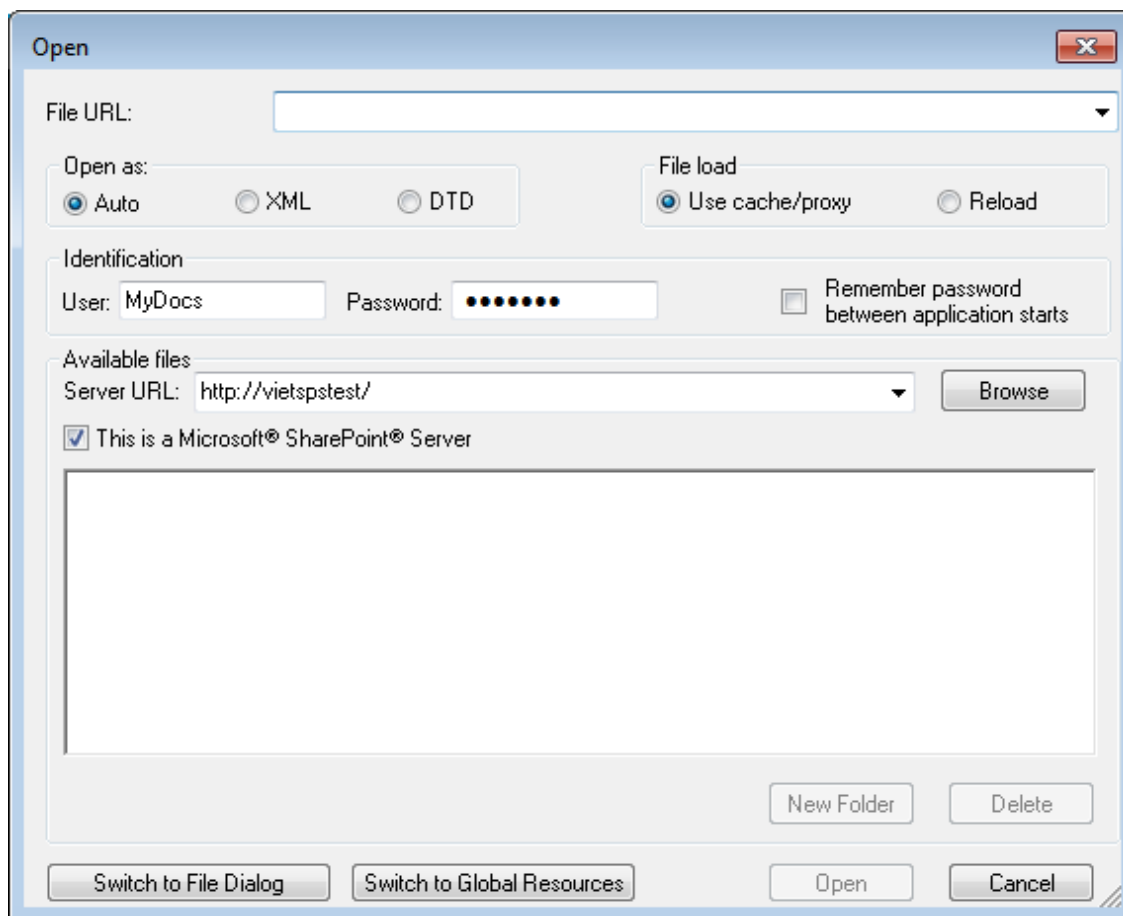 Open
File URL:
Open as:
File load
Auto XML DTD
Use cache/proxy Reload
Identification
User: MyDocs Password: ●●●●●●●
Remember password
between application starts
Available files
Server URL: http://vietspstest/ Browse
This is a Microsoft® SharePoint® Server
New Folder Delete
Switch to File Dialog Switch to Global Resources Open Cancel